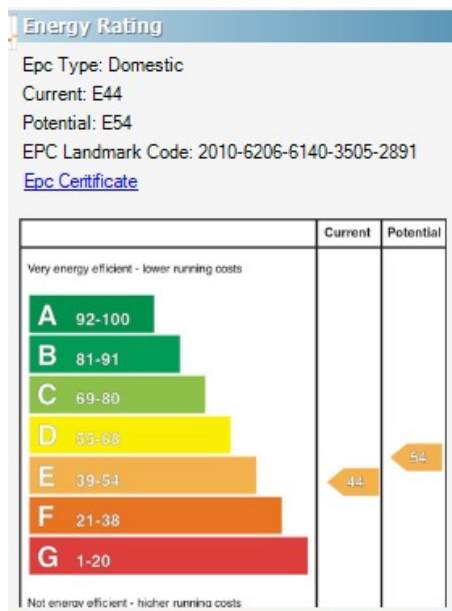 Energy Rating
Epc Type: Domestic
Current: E44
Potential: E54
EPC Landmark Code: 2010-6206-6140-3505-2891
Epc Ceritificate
Current Potential
Very energy efficient - lower running costs
A 92-100
B 81-91
C 69-80
D 55-68
54
E 39-54
44
F 21-38
G 1-20
Not energy efficient - higher running costs